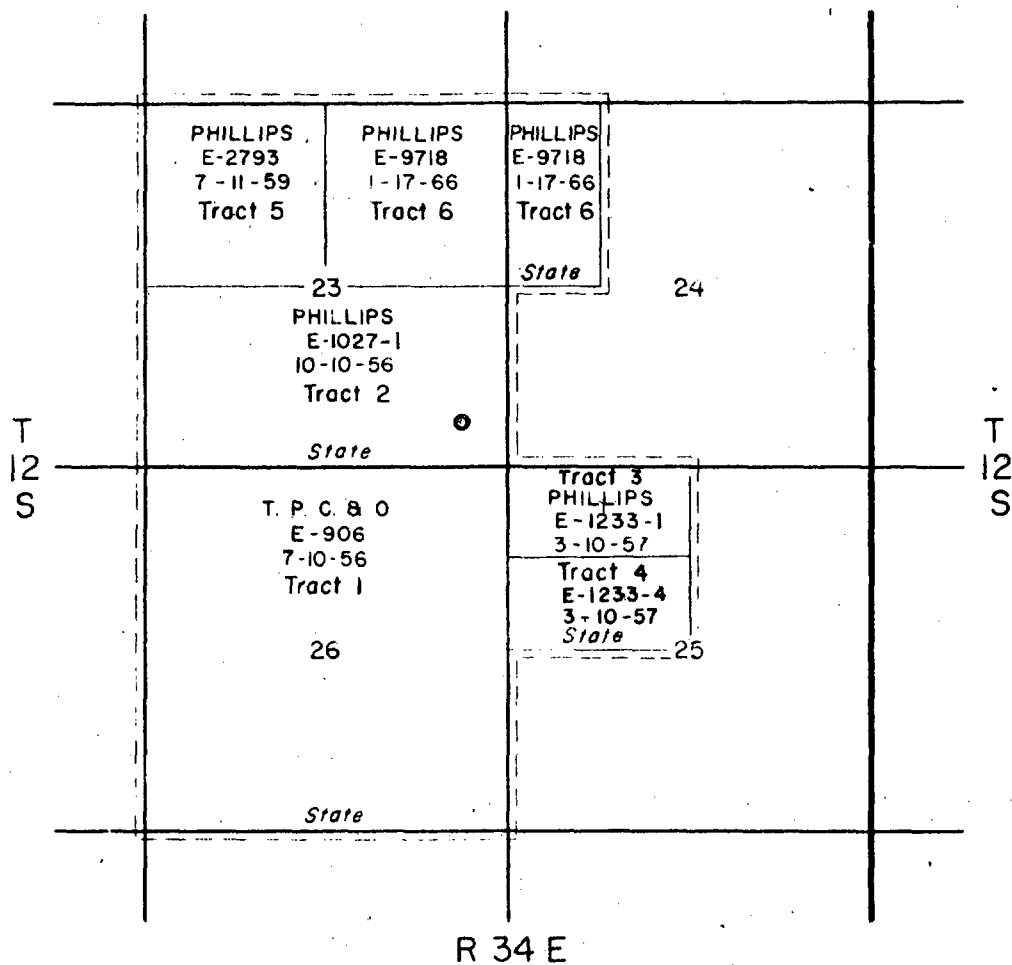 PHILLIPS
E-2793
7-11-59
Tract 5
PHILLIPS
E-9718
1-17-66
Tract 6
PHILLIPS
E-9718
1-17-66
Tract 6
State
23
24
PHILLIPS
E-1027-1
10-10-56
Tract 2
State
T
12
S
T
12
S
T. P. C. & O
E-906
7-10-56
Tract 1
26
State
Tract 3
PHILLIPS
E-1233-1
3-10-57
Tract 4
E-1233-4
3-10-57
State
25
R 34 E